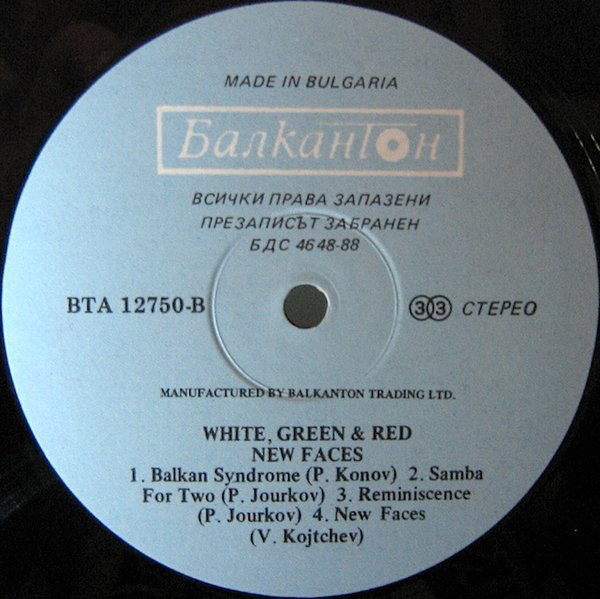 MADE IN BULGARIA
Балкантон
ВСИЧКИ ПРАВА ЗАПАЗЕНИ
ПРЕЗАПИСЪТ ЗАБРАНЕН
БДС 4648-88
ВТА 12750-В
33 СТЕРЕО
MANUFACTURED BY BALKANTON TRADING LTD.
WHITE, GREEN & RED
NEW FACES
1. Balkan Syndrome (P. Konov) 2. Samba
For Two (P. Jourkov) 3. Reminiscence
(P. Jourkov) 4. New Faces
(V. Kojtchev)